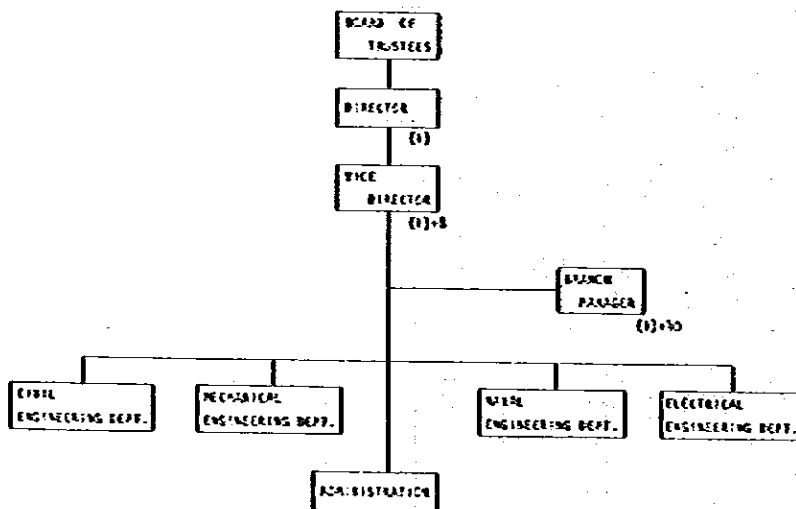 BOARD OF
TRUSTEES
DIRECTOR
(1)
VICE
DIRECTOR
BRANCH
MANAGER
CIVIL
ENGINEERING DEPT.
MECHANICAL
ENGINEERING DEPT.
NAVAL
ENGINEERING DEPT.
ELECTRICAL
ENGINEERING DEPT.
ADMINISTRATION